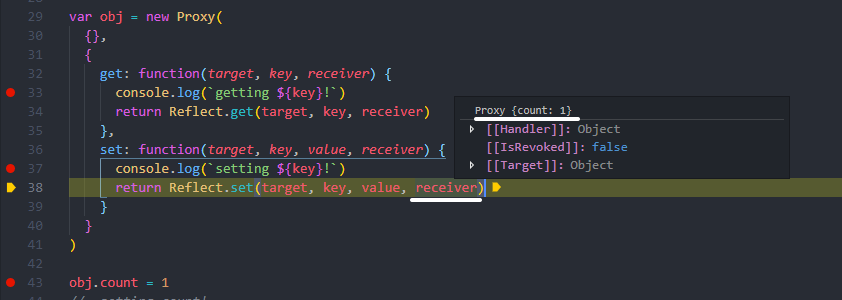 29 var obj = new Proxy(
30 {},
31 {
32 get: function(target, key, receiver) {
33 console.log(`getting ${key}!`)
34 return Reflect.get(target, key, receiver)
35 },
36 set: function(target, key, value, receiver) {
37 console.log(`setting ${key}!`)
38 return Reflect.set(target, key, value, receiver)
39 }
40 }
41 )
42
43 obj.count = 1
Proxy {count: 1}
[[Handler]]: Object
[[IsRevoked]]: false
[[Target]]: Object